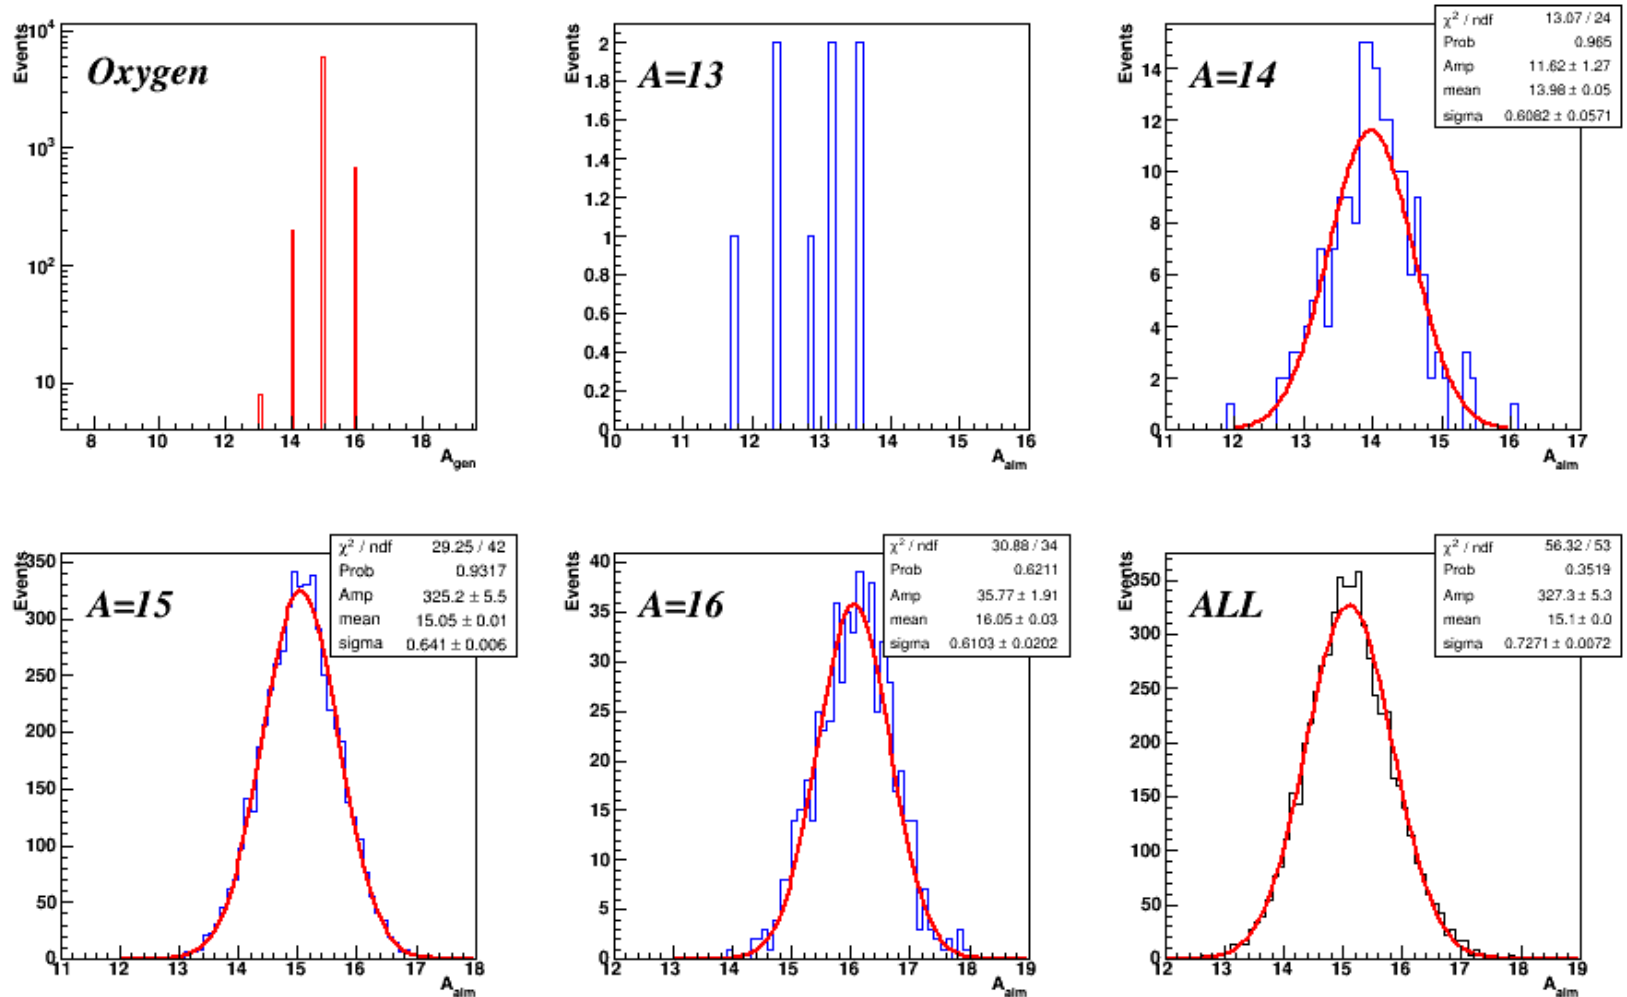 Oxygen
Events
10^4
10^3
10^2
10
8 10 12 14 16 18
A_gen
A=13
Events
2
1.8
1.6
1.4
1.2
1
0.8
0.6
0.4
0.2
0
10 11 12 13 14 15 16
A_aim
A=14
Events
χ² / ndf 13.07 / 24
Prob 0.965
Amp 11.62 ± 1.27
mean 13.98 ± 0.05
sigma 0.6082 ± 0.0571
14
12
10
8
6
4
2
0
11 12 13 14 15 16 17
A_aim
A=15
Events
χ² / ndf 29.25 / 42
Prob 0.9317
Amp 325.2 ± 5.5
mean 15.05 ± 0.01
sigma 0.641 ± 0.006
350
300
250
200
150
100
50
0
11 12 13 14 15 16 17 18
A_aim
A=16
Events
χ² / ndf 30.88 / 34
Prob 0.6211
Amp 35.77 ± 1.91
mean 16.05 ± 0.03
sigma 0.6103 ± 0.0202
40
35
30
25
20
15
10
5
0
12 13 14 15 16 17 18 19
A_aim
ALL
Events
χ² / ndf 56.32 / 53
Prob 0.3519
Amp 327.3 ± 5.3
mean 15.1 ± 0.0
sigma 0.7271 ± 0.0072
350
300
250
200
150
100
50
0
12 13 14 15 16 17 18 19
A_aim